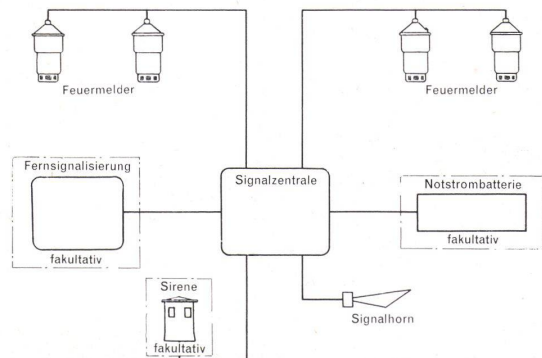 Feuermelder
Feuermelder
Fernsignalisierung
fakultativ
Signalzentrale
Notstrombatterie
fakultativ
Sirene
fakultativ
Signalhorn